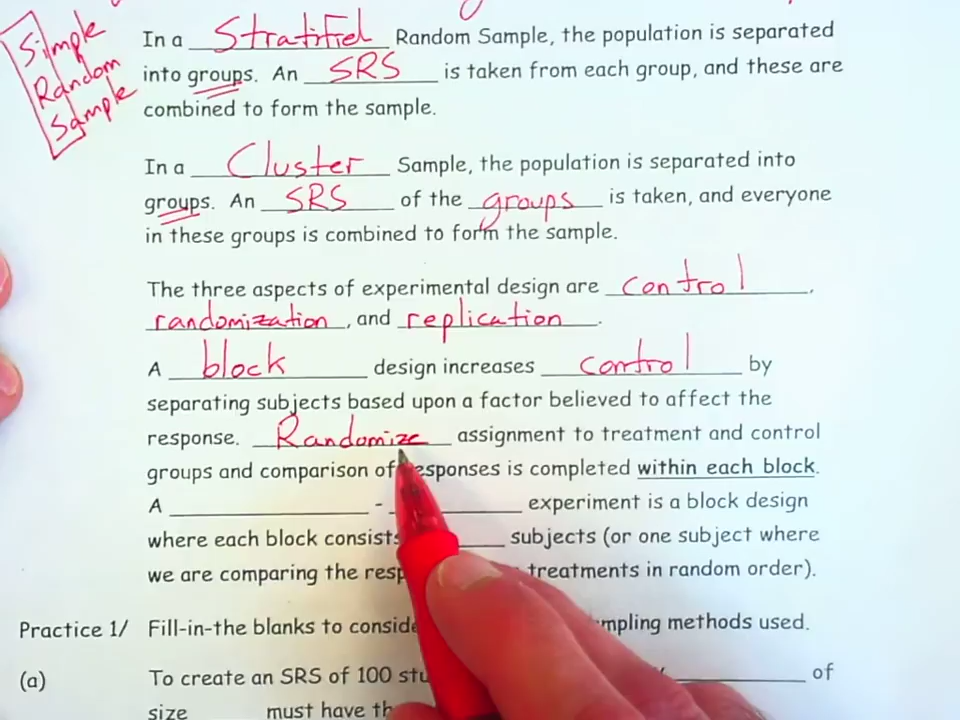 Simple
Random
Sample
In a Stratified Random Sample, the population is separated
into groups. An SRS is taken from each group, and these are
combined to form the sample.
In a Cluster Sample, the population is separated into
groups. An SRS of the groups is taken, and everyone
in these groups is combined to form the sample.
The three aspects of experimental design are control,
randomization, and replication.
A block design increases control by
separating subjects based upon a factor believed to affect the
response. Randomize assignment to treatment and control
groups and comparison of responses is completed within each block.
A - experiment is a block design
where each block consists subjects (or one subject where
we are comparing the treatments in random order).
Practice 1/ Fill-in-the blanks to methods used.
(a) To create an SRS of 100 of
size must have